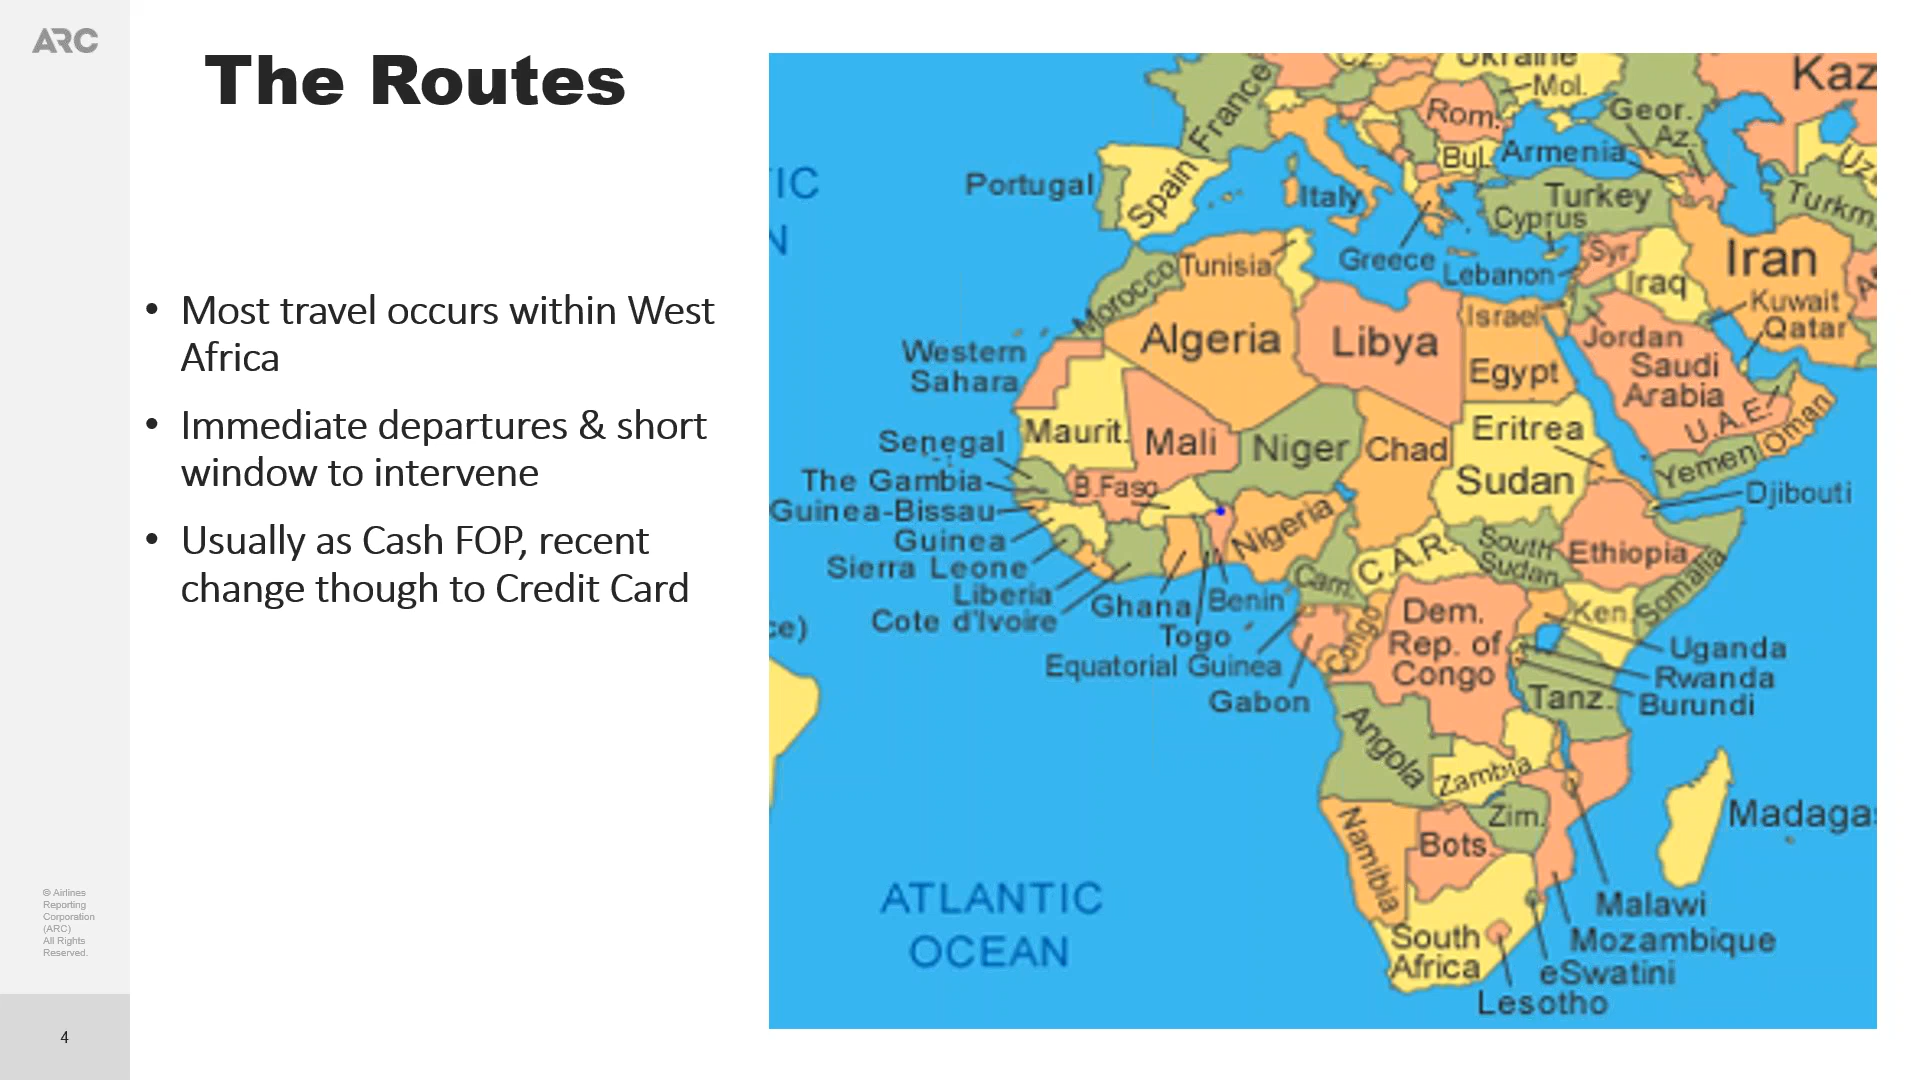 ARC
The Routes
• Most travel occurs within West
Africa
• Immediate departures & short
window to intervene
• Usually as Cash FOP, recent
change though to Credit Card
© Airlines
Reporting
Corporation
(ARC)
All Rights
Reserved.
4
TIC
N
ce)
ATLANTIC
OCEAN
France
Cz.
Ukraine
Mol.
Kaz
Rom.
Geor.
Az.
Bul.
Armenia
Uz
Portugal
Spain
Italy
Turkey
Turkm.
Cyprus
Greece
Lebanon
Syr.
Iraq
Iran
Af
Morocco
Tunisia
Israel
Jordan
Kuwait
Qatar
Algeria
Libya
Egypt
Saudi
Arabia
U.A.E.
Oman
Yemen
Western
Sahara
Maurit.
Mali
Niger
Chad
Eritrea
Sudan
Djibouti
Senegal
The Gambia
B.Faso
Guinea-Bissau
Guinea
Sierra Leone
Liberia
Cote d'Ivoire
Ghana
Togo
Benin
Nigeria
Cam.
C.A.R.
South
Sudan
Ethiopia
Somalia
Equatorial Guinea
Gabon
Congo
Dem.
Rep. of
Congo
Ken.
Uganda
Rwanda
Burundi
Tanz.
Angola
Zambia
Zim.
Namibia
Bots.
Madagas
Malawi
Mozambique
eSwatini
South
Africa
Lesotho